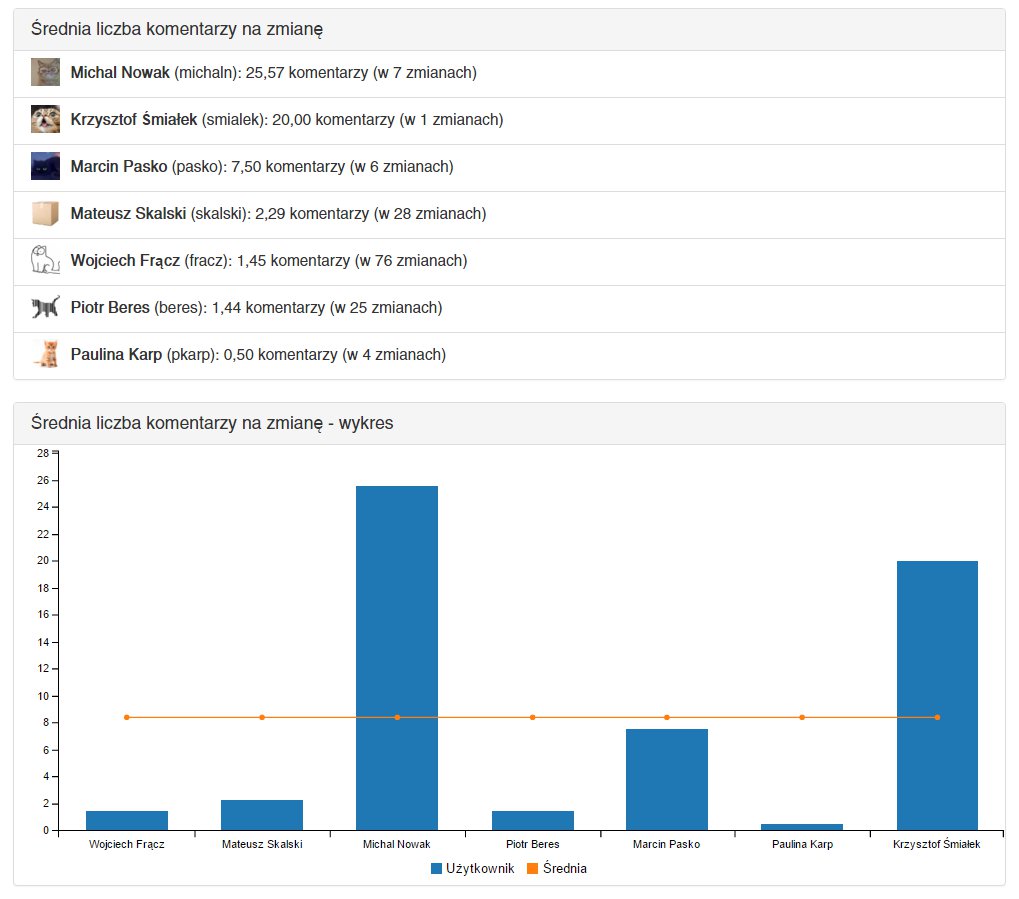 Średnia liczba komentarzy na zmianę
Michal Nowak (michaln): 25,57 komentarzy (w 7 zmianach)
Krzysztof Śmiałek (smialek): 20,00 komentarzy (w 1 zmianach)
Marcin Pasko (pasko): 7,50 komentarzy (w 6 zmianach)
Mateusz Skalski (skalski): 2,29 komentarzy (w 28 zmianach)
Wojciech Frącz (fracz): 1,45 komentarzy (w 76 zmianach)
Piotr Beres (beres): 1,44 komentarzy (w 25 zmianach)
Paulina Karp (pkarp): 0,50 komentarzy (w 4 zmianach)
Średnia liczba komentarzy na zmianę - wykres
28
26
24
22
20
18
16
14
12
10
8
6
4
2
0
Wojciech Frącz Mateusz Skalski Michal Nowak Piotr Beres Marcin Pasko Paulina Karp Krzysztof Śmiałek
Użytkownik Średnia